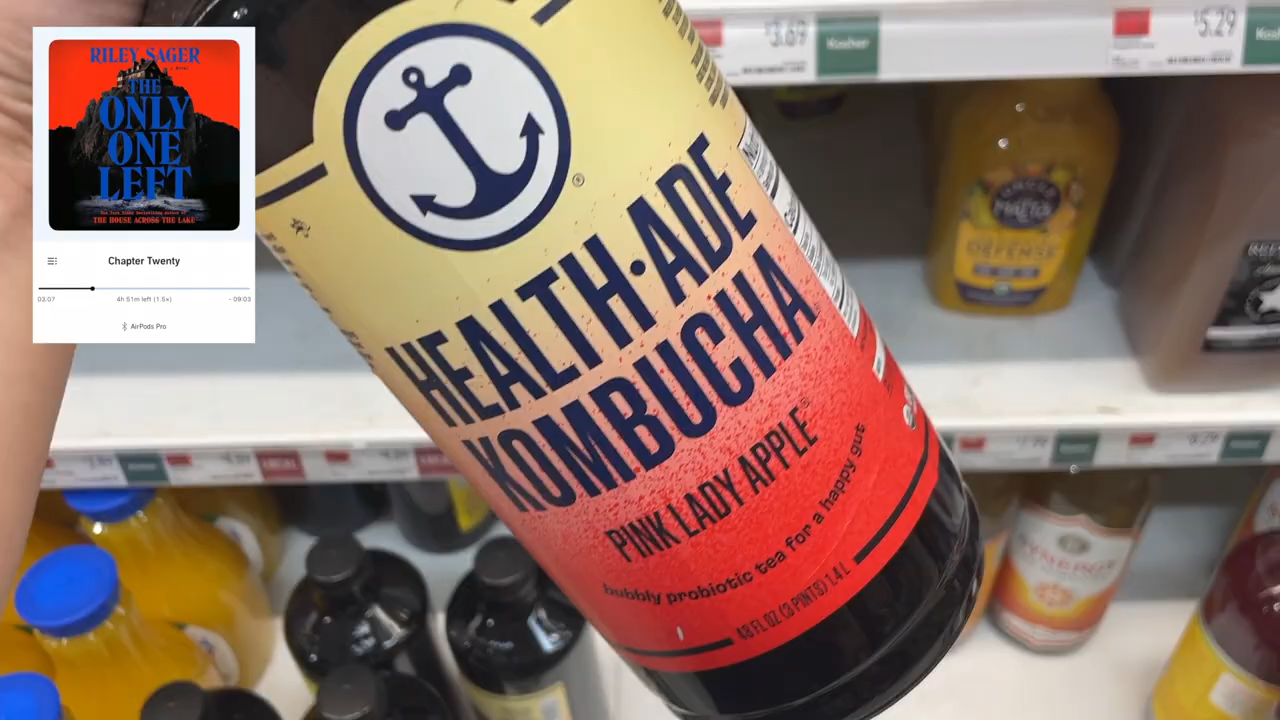 RILEY SAGER
THE
ONLY
ONE
LEFT
THE HOUSE ACROSS THE LAKE
Chapter Twenty
03:07
4h 51m left (1.5×)
- 09:03
AirPods Pro
HEALTH·ADE
®
KOMBUCHA
PINK LADY APPLE®
bubbly probiotic tea for a happy gut
48 FL OZ (3 PINTS) 1.4 L
$3.69
Kosher
$5.29
DEFENSE
SYNERGY